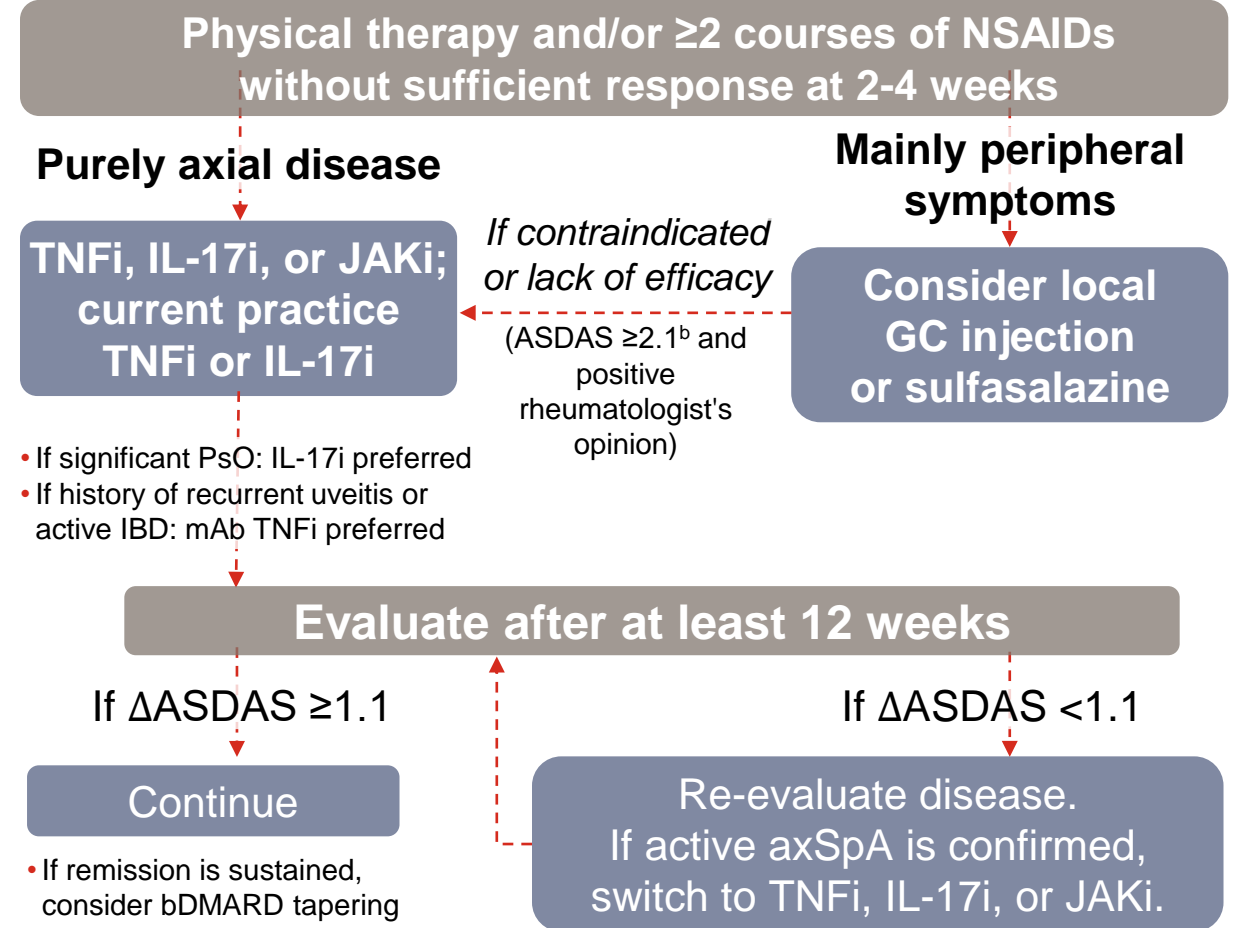 Physical therapy and/or ≥2 courses of NSAIDs
without sufficient response at 2-4 weeks
Purely axial disease
Mainly peripheral
symptoms
TNFi, IL-17i, or JAKi;
current practice
TNFi or IL-17i
If contraindicated
or lack of efficacy
(ASDAS ≥2.1ᵇ and
positive
rheumatologist's
opinion)
Consider local
GC injection
or sulfasalazine
• If significant PsO: IL-17i preferred
• If history of recurrent uveitis or
active IBD: mAb TNFi preferred
Evaluate after at least 12 weeks
If ΔASDAS ≥1.1
If ΔASDAS <1.1
Continue
• If remission is sustained,
consider bDMARD tapering
Re-evaluate disease.
If active axSpA is confirmed,
switch to TNFi, IL-17i, or JAKi.